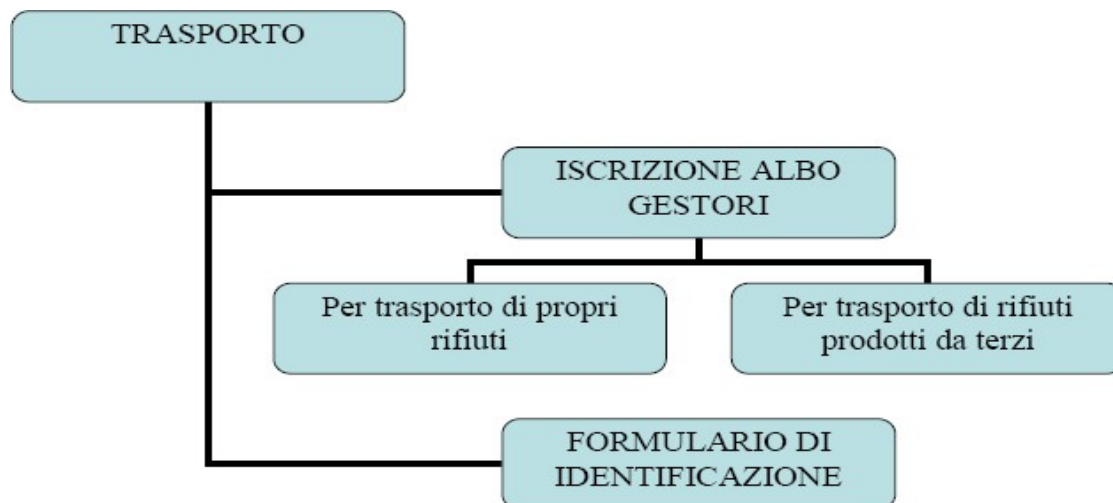 TRASPORTO
ISCRIZIONE ALBO
GESTORI
Per trasporto di propri
rifiuti
Per trasporto di rifiuti
prodotti da terzi
FORMULARIO DI
IDENTIFICAZIONE